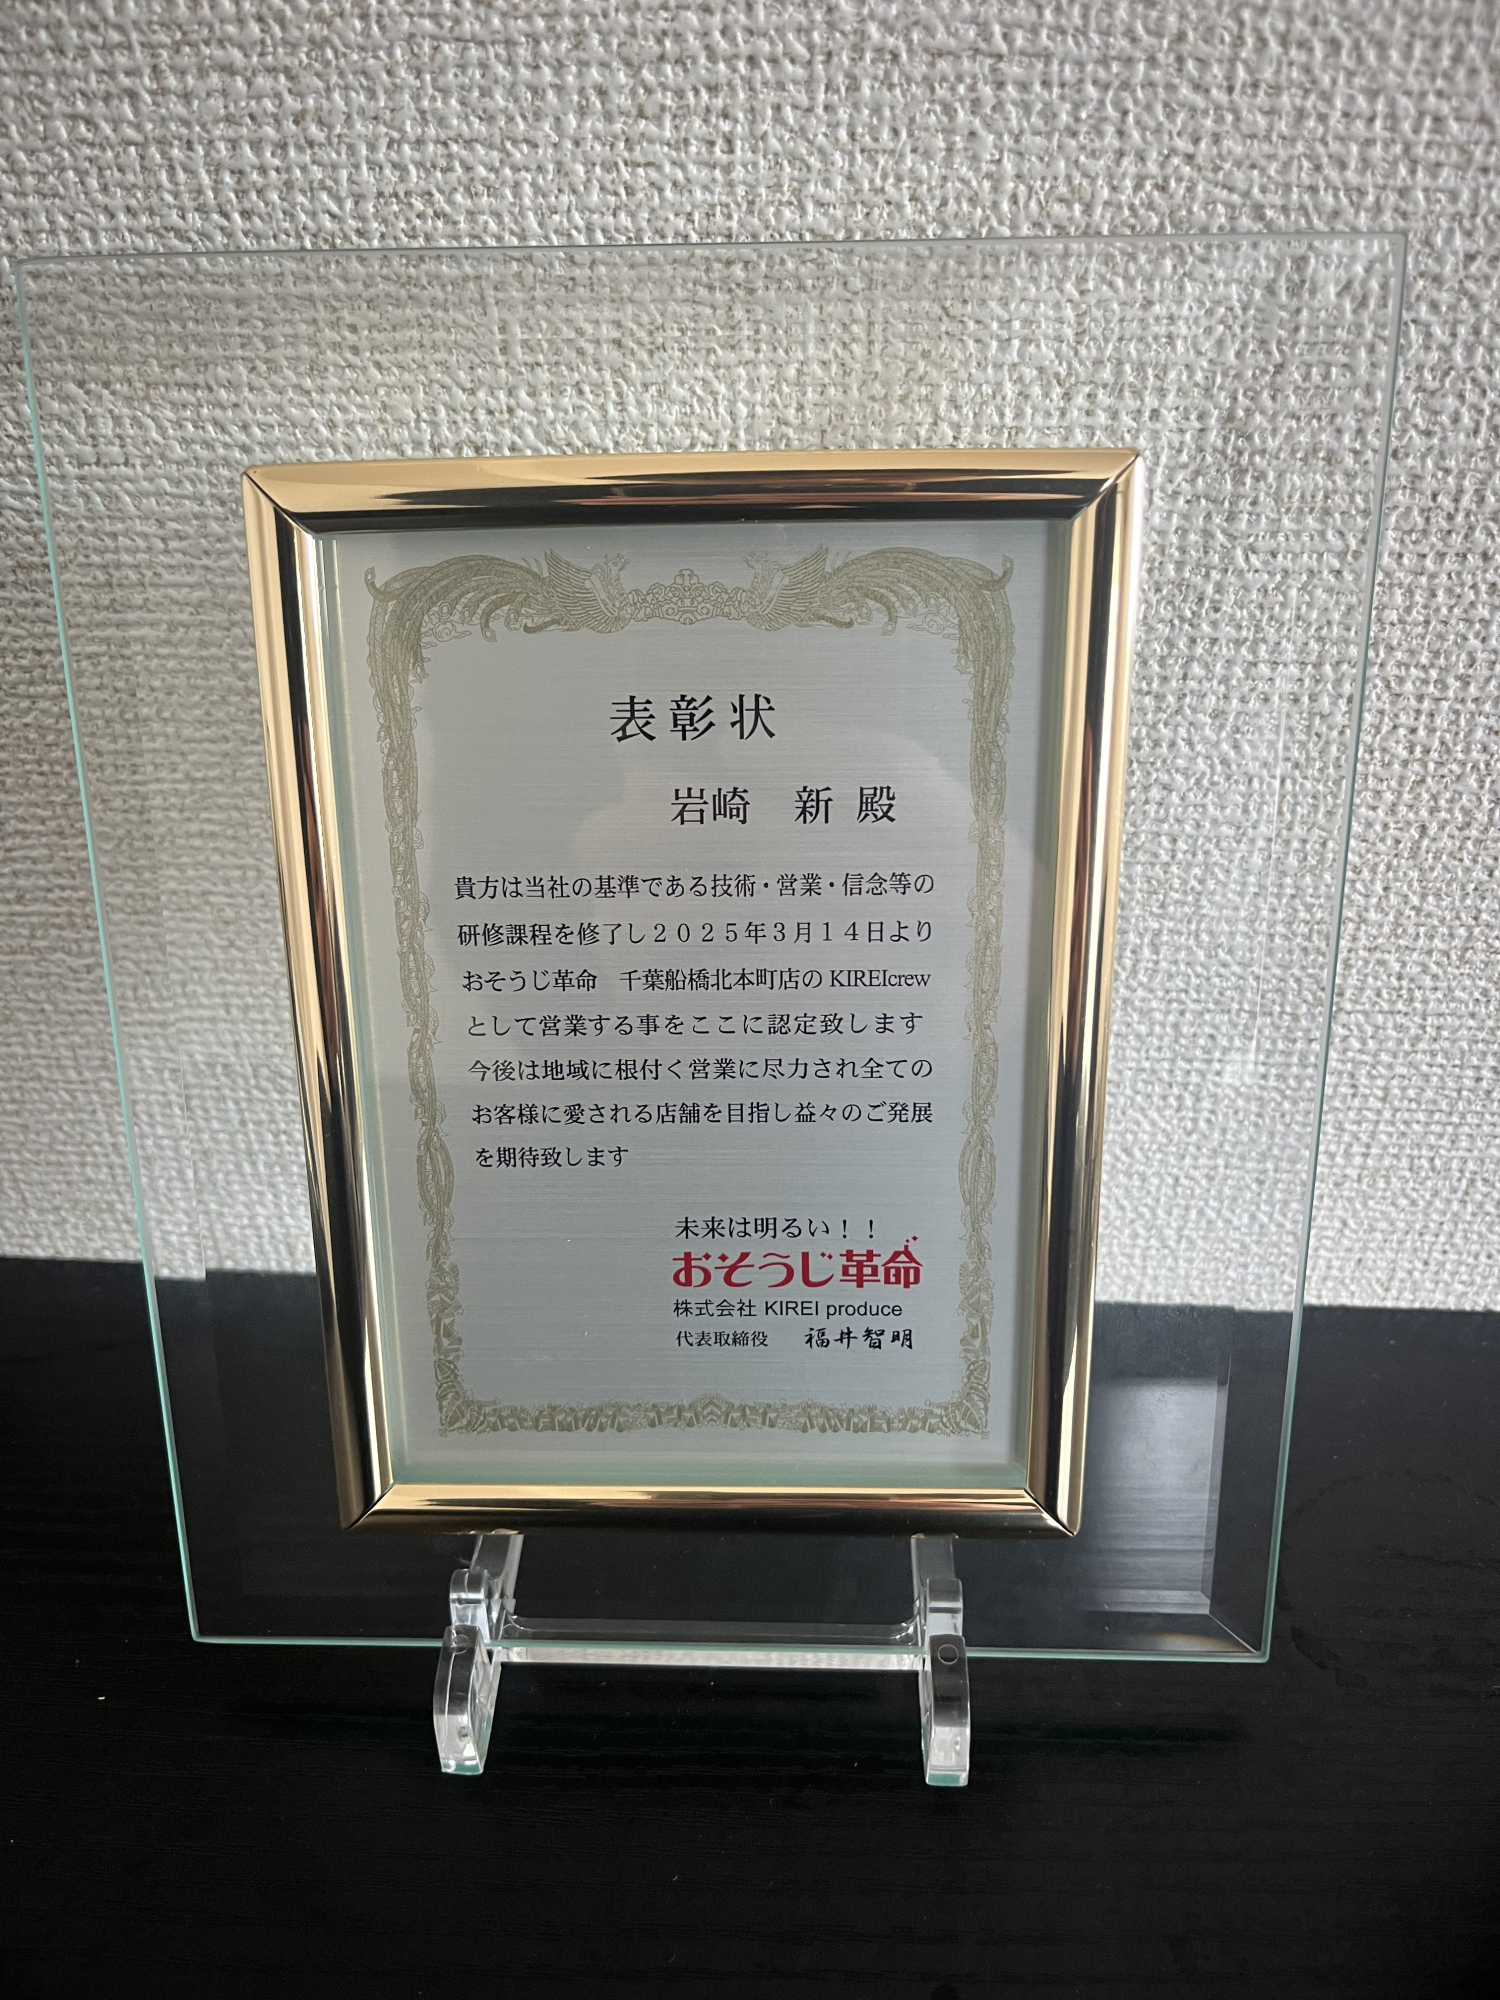 表彰状
岩崎　新 殿
貴方は当社の基準である技術・営業・信念等の
研修課程を修了し２０２５年３月１４日より
おそうじ革命　千葉船橋北本町店の KIREIcrew
として営業する事をここに認定致します
今後は地域に根付く営業に尽力され全ての
お客様に愛される店舗を目指し益々のご発展
を期待致します
未来は明るい！！
おそうじ革命
株式会社 KIREI produce
代表取締役　福井智明